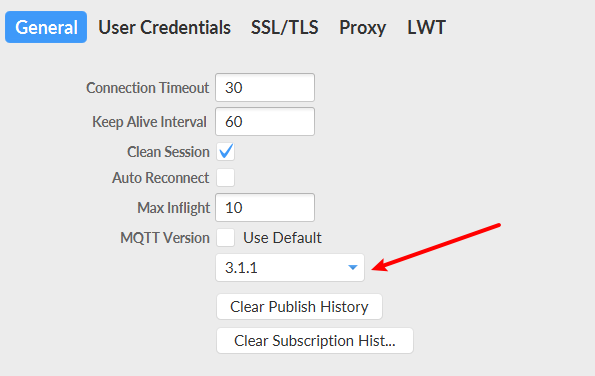 General User Credentials SSL/TLS Proxy LWT
Connection Timeout 30
Keep Alive Interval 60
Clean Session
Auto Reconnect
Max Inflight 10
MQTT Version Use Default
3.1.1
Clear Publish History
Clear Subscription Hist...